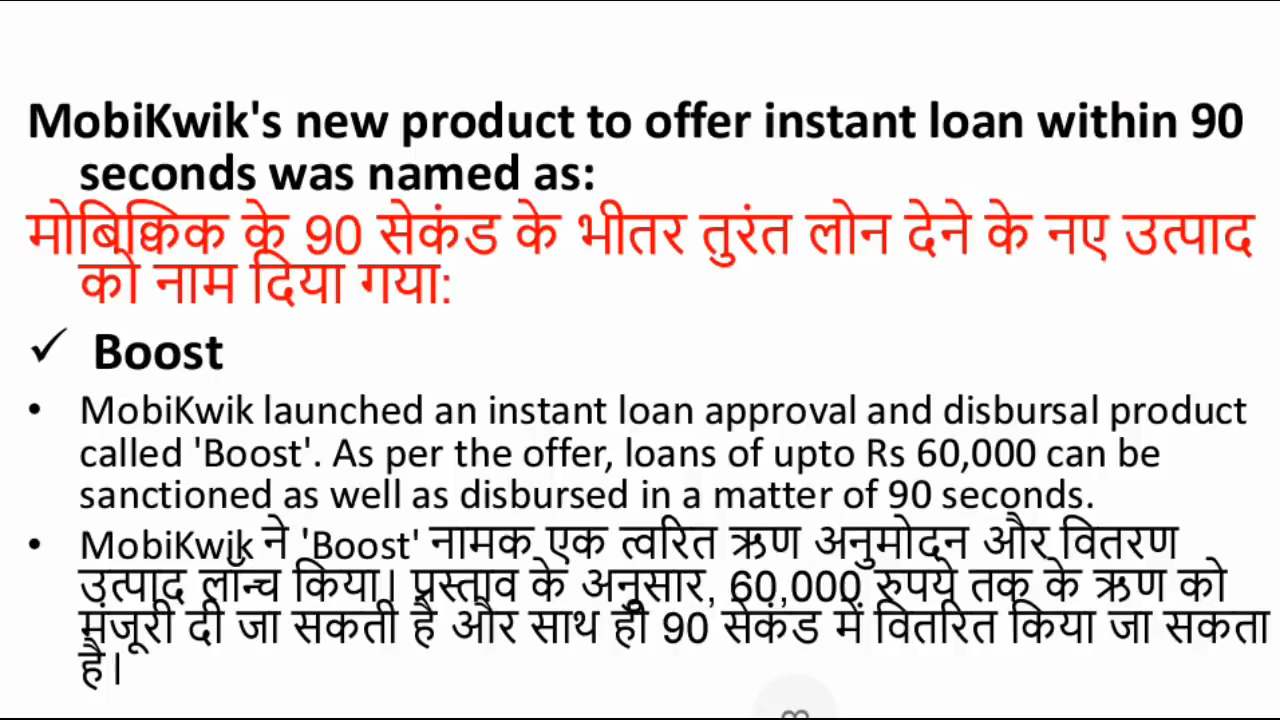 MobiKwik's new product to offer instant loan within 90
seconds was named as:
मोबिक्विक के 90 सेकंड के भीतर तुरंत लोन देने के नए उत्पाद
को नाम दिया गया:
✓ Boost
• MobiKwik launched an instant loan approval and disbursal product
called 'Boost'. As per the offer, loans of upto Rs 60,000 can be
sanctioned as well as disbursed in a matter of 90 seconds.
• MobiKwik ने 'Boost' नामक एक त्वरित ऋण अनुमोदन और वितरण
उत्पाद लॉन्च किया। प्रस्ताव के अनुसार, 60,000 रुपये तक के ऋण को
मंजूरी दी जा सकती है और साथ ही 90 सेकंड में वितरित किया जा सकता
है।